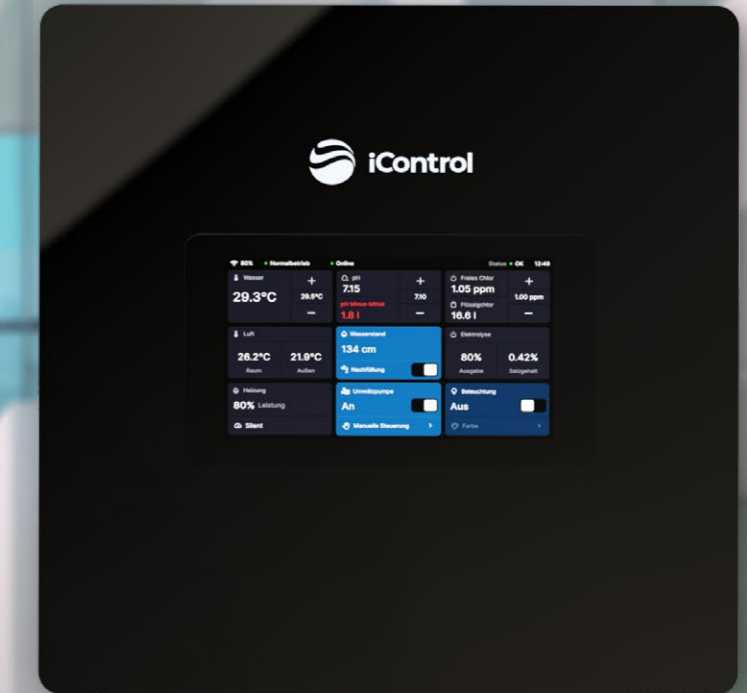 iControl
80% Normalbetrieb Online Status OK 12:49
Wasser
29.3°C
+
29.5°C
−
pH
7.15
pH Minus-Mittel
1.8 l
+
7.10
−
Freies Chlor
1.05 ppm
Flüssigchlor
16.6 l
+
1.00 ppm
−
Luft
26.2°C 21.9°C
Raum Außen
Wasserstand
134 cm
Nachfüllung
Elektrolyse
80% 0.42%
Ausgabe Salzgehalt
Heizung
80% Leistung
Silent
Umwälzpumpe
An
Manuelle Steuerung >
Beleuchtung
Aus
Farbe >